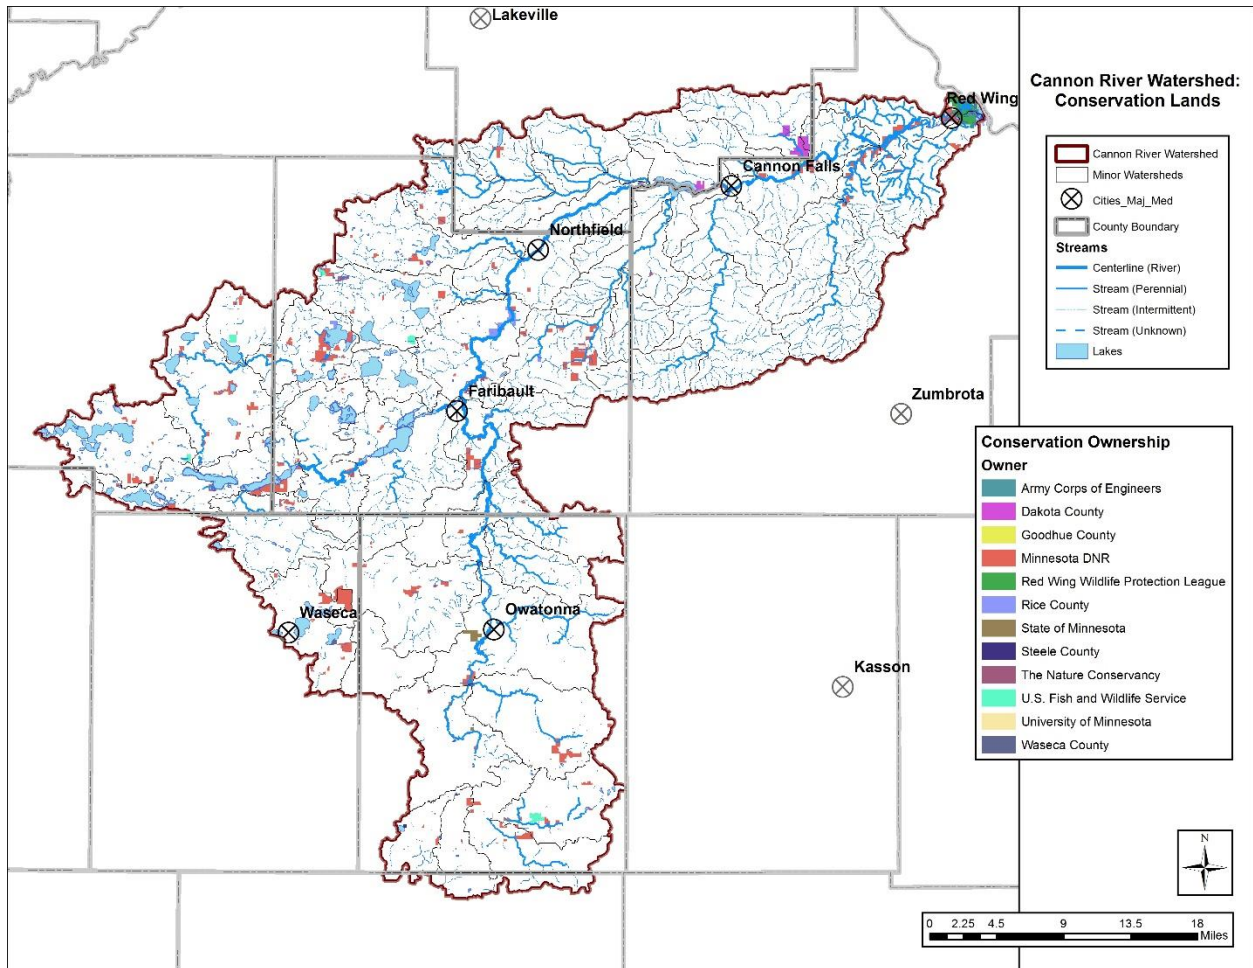 Lakeville
Red Wing
Cannon Falls
Northfield
Faribault
Zumbrota
Waseca
Owatonna
Kasson
Cannon River Watershed:
Conservation Lands
Cannon River Watershed
Minor Watersheds
Cities_Maj_Med
County Boundary
Streams
Centerline (River)
Stream (Perennial)
Stream (Intermittent)
Stream (Unknown)
Lakes
Conservation Ownership
Owner
Army Corps of Engineers
Dakota County
Goodhue County
Minnesota DNR
Red Wing Wildlife Protection League
Rice County
State of Minnesota
Steele County
The Nature Conservancy
U.S. Fish and Wildlife Service
University of Minnesota
Waseca County
N
0 2.25 4.5 9 13.5 18
Miles